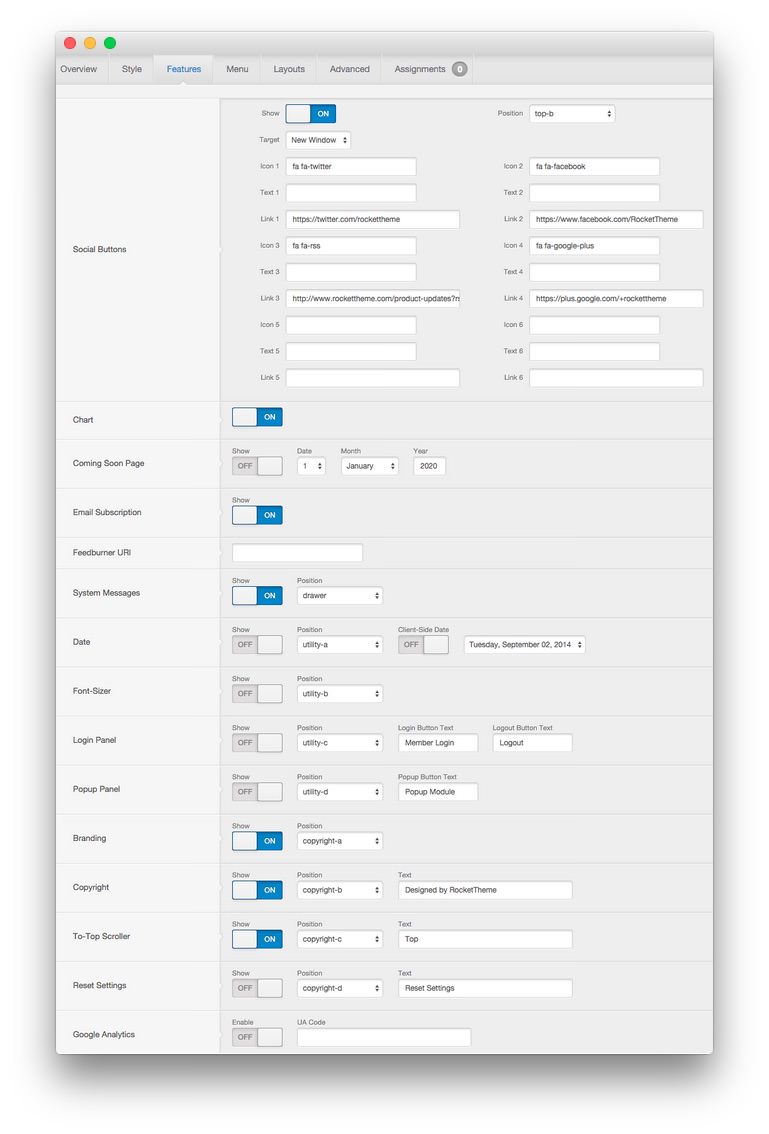 Overview Style Features Menu Layouts Advanced Assignments 0
Show ON Position top-b
Target New Window
Icon 1 fa fa-twitter Icon 2 fa fa-facebook
Text 1 Text 2
Link 1 https://twitter.com/rockettheme Link 2 https://www.facebook.com/RocketTheme
Social Buttons
Icon 3 fa fa-rss Icon 4 fa fa-google-plus
Text 3 Text 4
Link 3 http://www.rockettheme.com/product-updates?rs Link 4 https://plus.google.com/+rockettheme
Icon 5 Icon 6
Text 5 Text 6
Link 5 Link 6
Chart ON
Show Date Month Year
Coming Soon Page OFF 1 January 2020
Show
Email Subscription ON
Feedburner URI
Show Position
System Messages ON drawer
Show Position Client-Side Date
Date OFF utility-a OFF Tuesday, September 02, 2014
Show Position
Font-Sizer OFF utility-b
Show Position Login Button Text Logout Button Text
Login Panel OFF utility-c Member Login Logout
Show Position Popup Button Text
Popup Panel OFF utility-d Popup Module
Show Position
Branding ON copyright-a
Show Position Text
Copyright ON copyright-b Designed by RocketTheme
Show Position Text
To-Top Scroller ON copyright-c Top
Show Position Text
Reset Settings OFF copyright-d Reset Settings
Enable UA Code
Google Analytics OFF